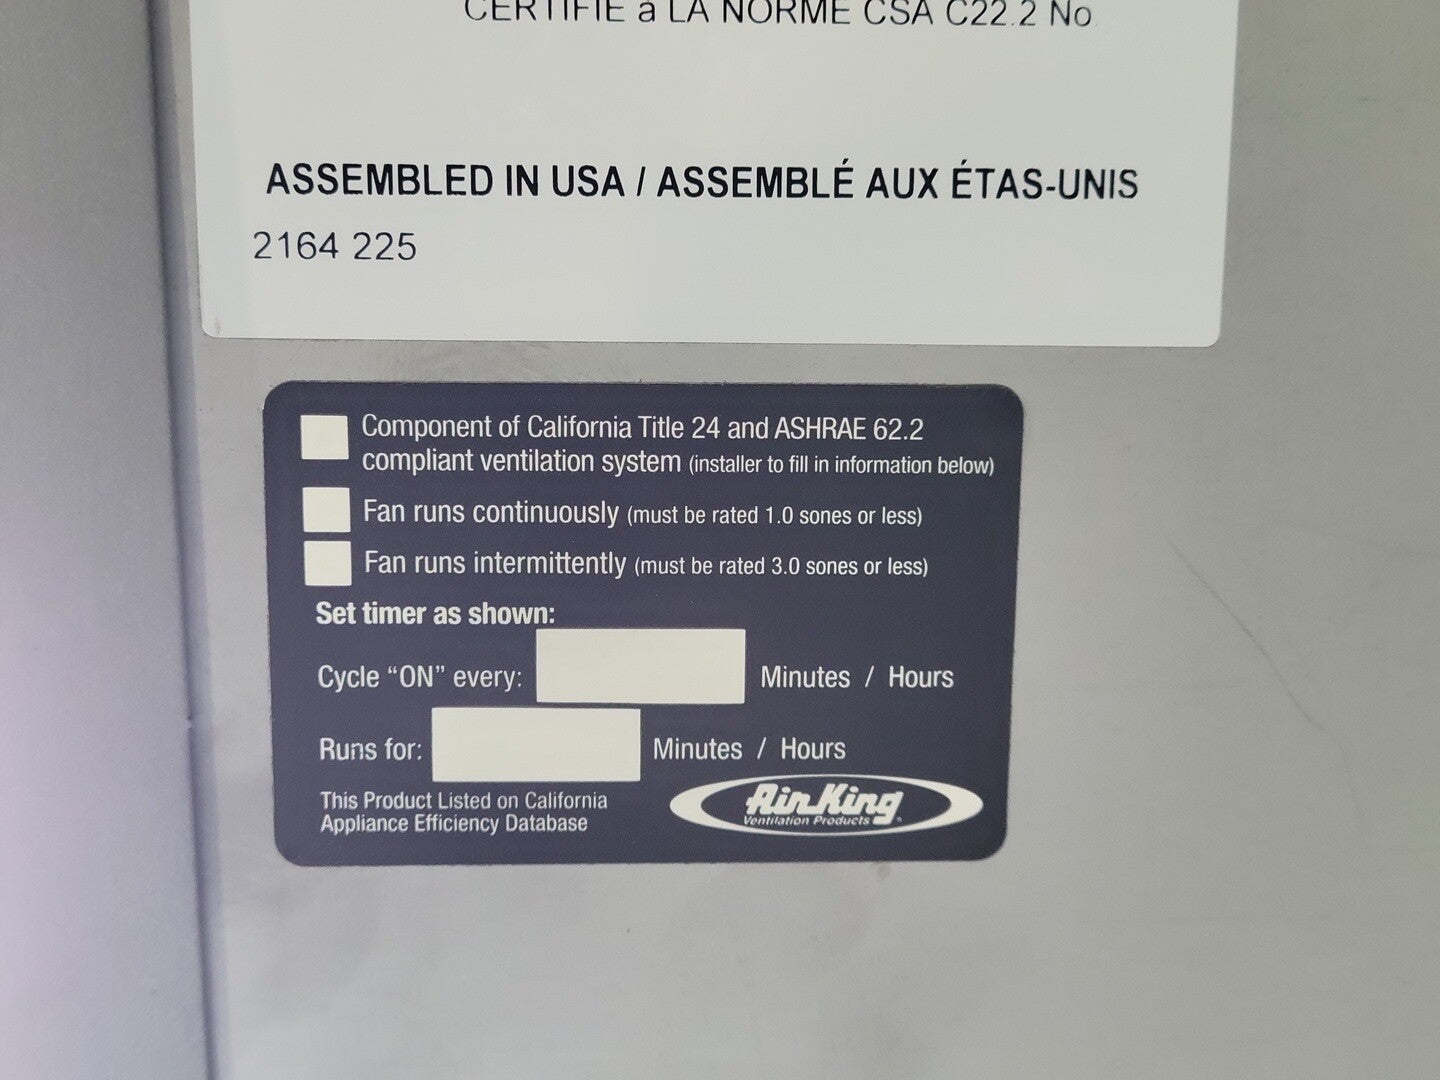 CERTIFIÉ à LA NORME CSA C22.2 No.
ASSEMBLED IN USA / ASSEMBLÉ AUX ÉTAS-UNIS
2164 225
Component of California Title 24 and ASHRAE 62.2
compliant ventilation system (installer to fill in information below)
Fan runs continuously (must be rated 1.0 sones or less)
Fan runs intermittently (must be rated 3.0 sones or less)
Set timer as shown:
Cycle “ON” every: Minutes / Hours
Runs for: Minutes / Hours
This Product Listed on California
Appliance Efficiency Database
Air King
Ventilation Products